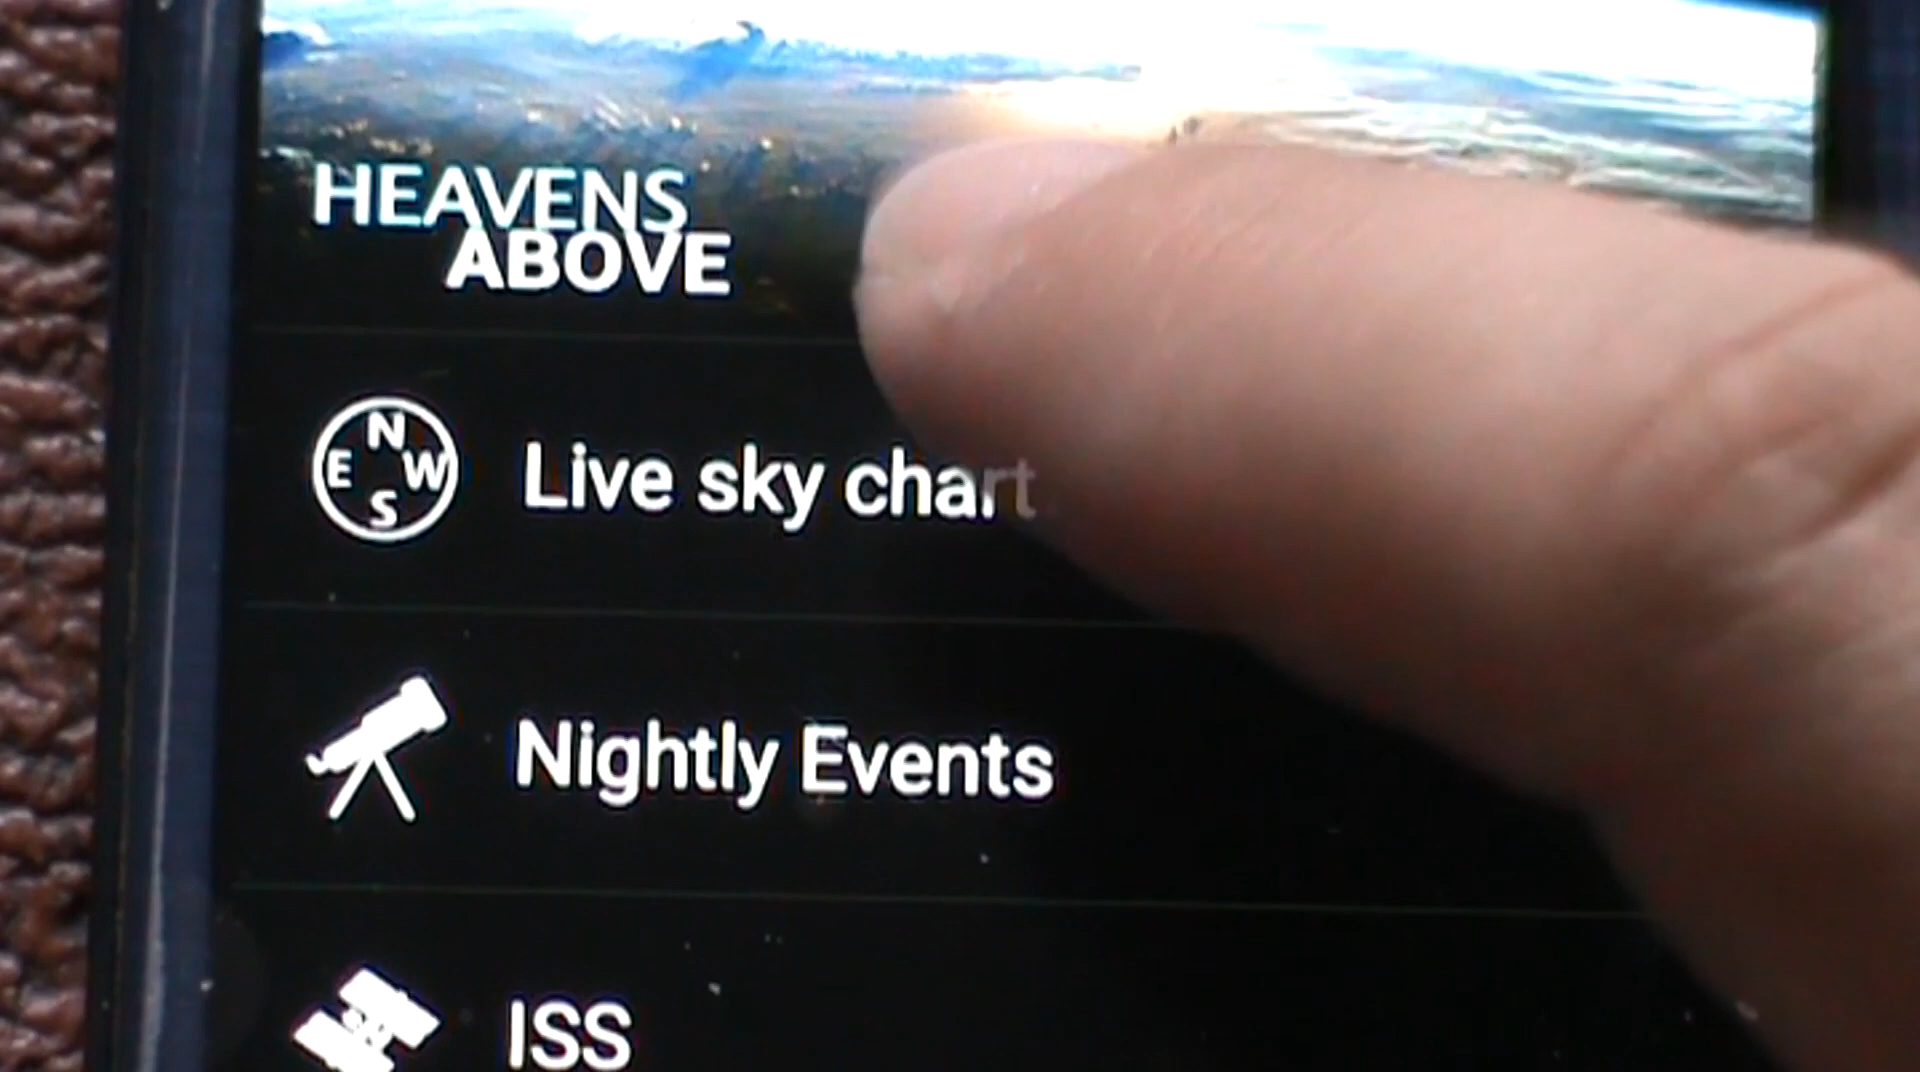 HEAVENS
ABOVE
N
E W
S
Live sky chart
Nightly Events
ISS